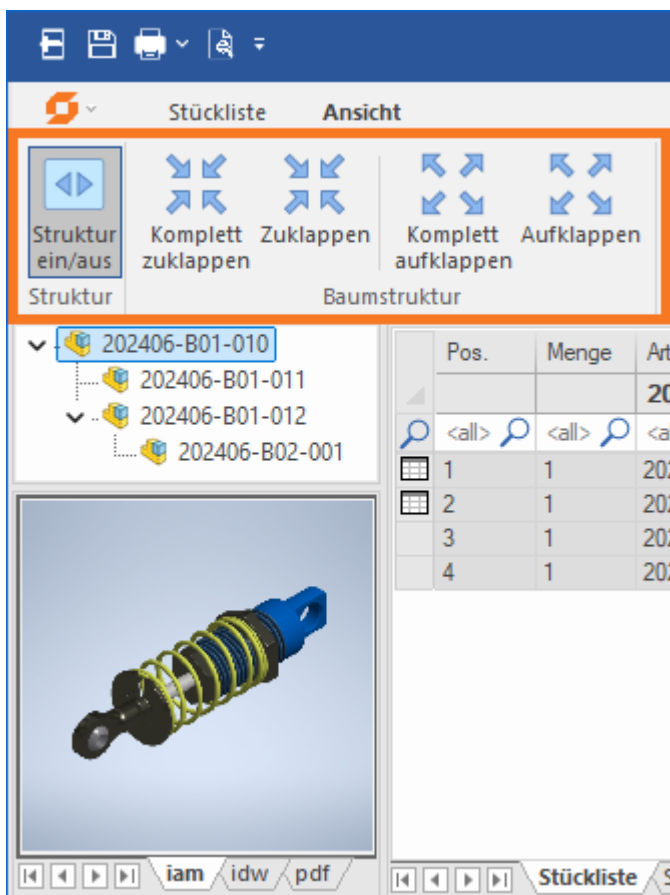 Stückliste Ansicht
Struktur ein/aus
Komplett zuklappen
Zuklappen
Komplett aufklappen
Aufklappen
Struktur Baumstruktur
202406-B01-010
202406-B01-011
202406-B01-012
202406-B02-001
Pos. Menge
<all> <all>
1 1
2 1
3 1
4 1
iam idw pdf
Stückliste